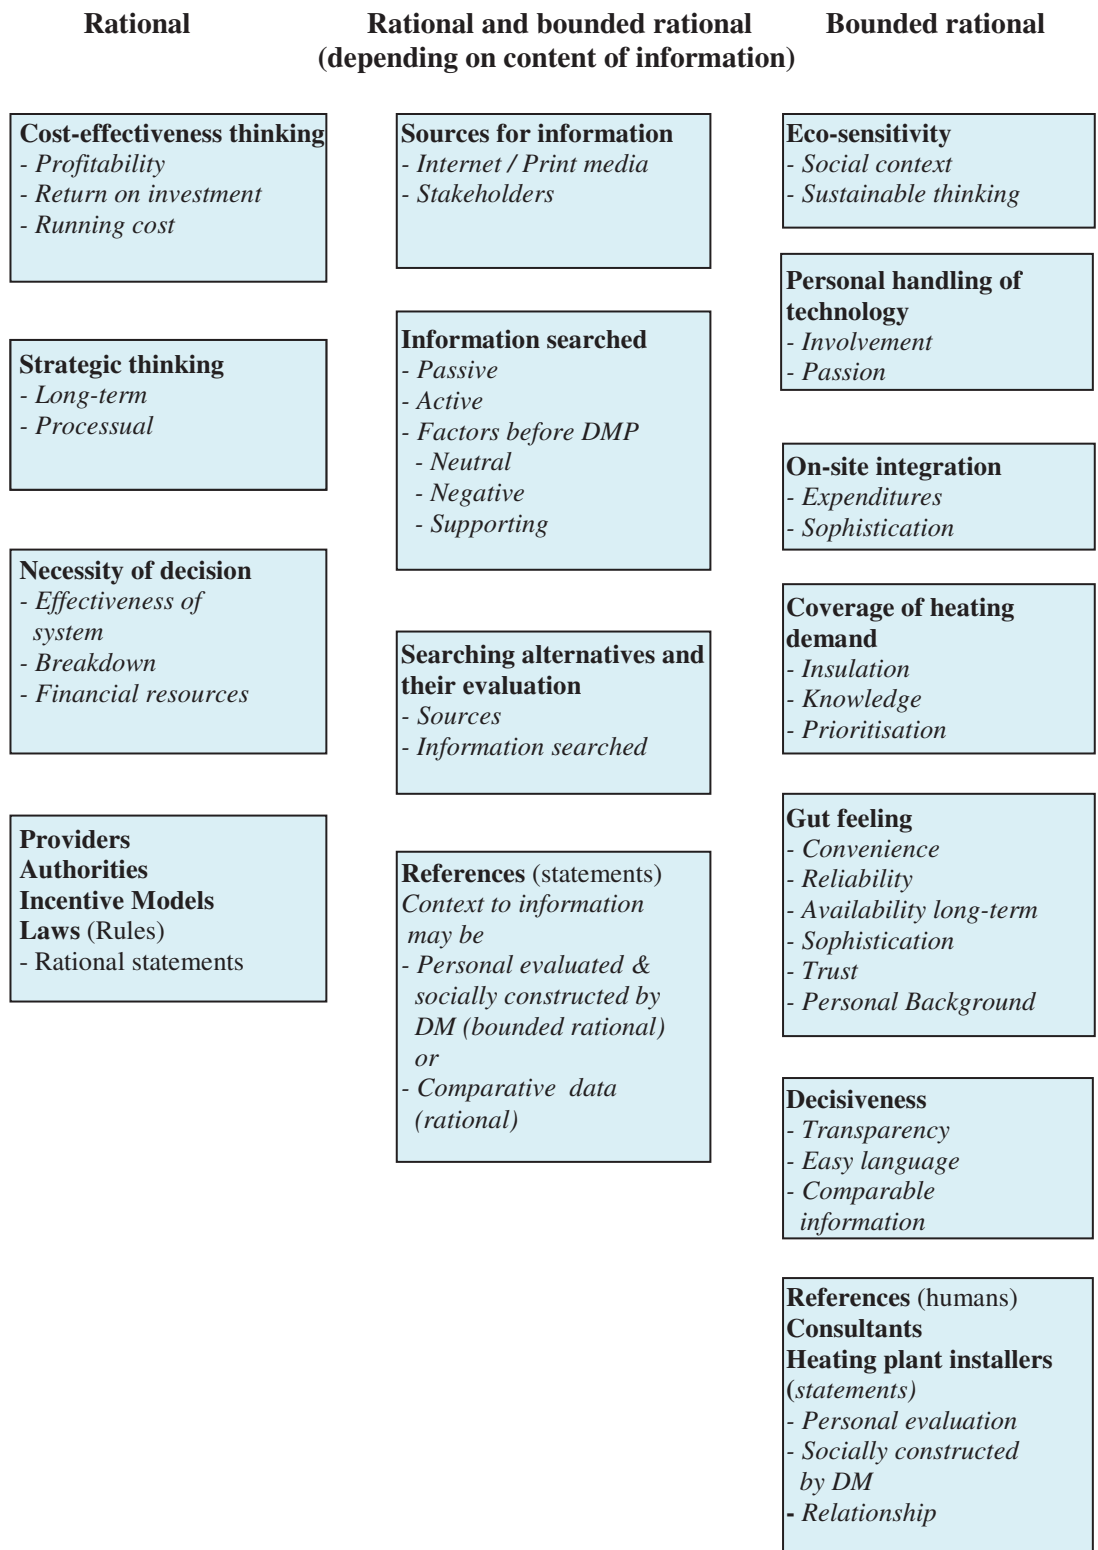 Rational
Rational and bounded rational
(depending on content of information)
Bounded rational
Cost-effectiveness thinking
- Profitability
- Return on investment
- Running cost
Strategic thinking
- Long-term
- Processual
Necessity of decision
- Effectiveness of
system
- Breakdown
- Financial resources
Providers
Authorities
Incentive Models
Laws (Rules)
- Rational statements
Sources for information
- Internet / Print media
- Stakeholders
Information searched
- Passive
- Active
- Factors before DMP
- Neutral
- Negative
- Supporting
Searching alternatives and
their evaluation
- Sources
- Information searched
References (statements)
Context to information
may be
- Personal evaluated &
socially constructed by
DM (bounded rational)
or
- Comparative data
(rational)
Eco-sensitivity
- Social context
- Sustainable thinking
Personal handling of
technology
- Involvement
- Passion
On-site integration
- Expenditures
- Sophistication
Coverage of heating
demand
- Insulation
- Knowledge
- Prioritisation
Gut feeling
- Convenience
- Reliability
- Availability long-term
- Sophistication
- Trust
- Personal Background
Decisiveness
- Transparency
- Easy language
- Comparable
information
References (humans)
Consultants
Heating plant installers
(statements)
- Personal evaluation
- Socially constructed
by DM
- Relationship